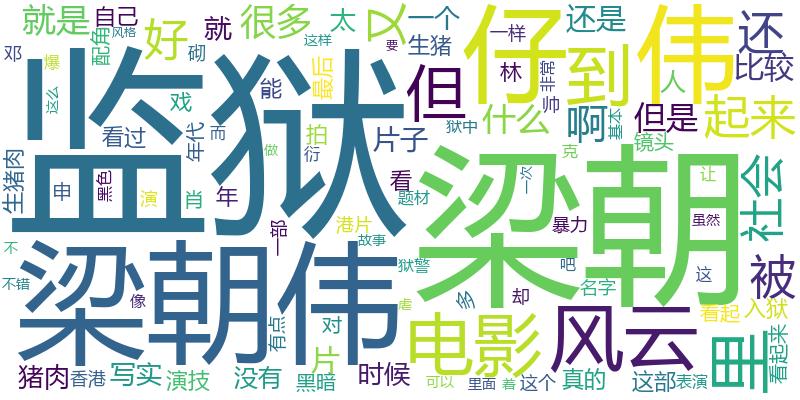 就是
配角
自己
风格
就
很多
太
又
一个
生猪
仔
还是
伟
还
邓
爆
这么
好
砌
这样
最后
能
戏
要
林
一样
非常
帅
到
人
比较
监狱
但
什么
啊
但是
起来
看过
年代
而
拍
衍
片子
狱中
基本
镜头
生猪肉
申
黑色
演
肖
年
做
看
题材
梁朝
克
一次
让
社会
不
不错
梁朝伟
一部
港片
故事
狱警
虐
多
却
吧
暴力
名字
虽然
这
被
像
有点
对
片
电影
风云
看起
入狱
里
看起来
猪肉
香港
写实
演技
没有
黑暗
时候
可以
里面
着
这个
真的
这部
表演